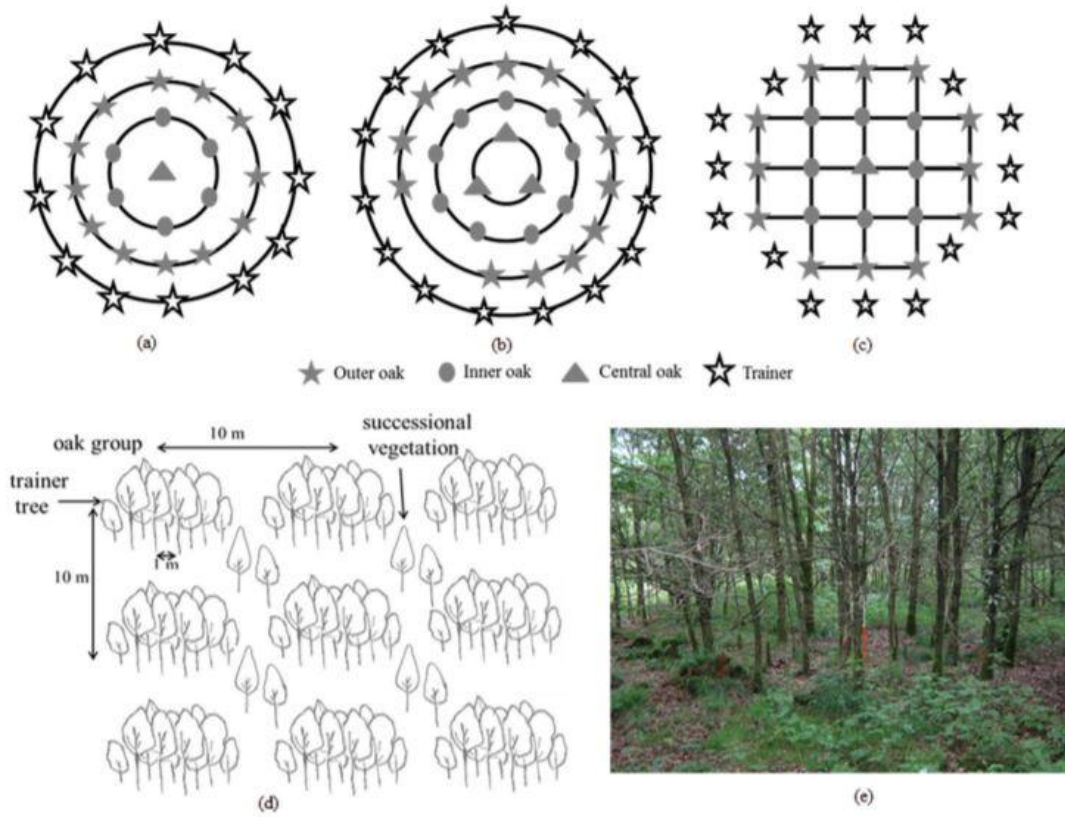 (a)
(b)
(c)
Outer oak
Inner oak
Central oak
Trainer
oak group
10 m
successional
vegetation
trainer
tree
1 m
10 m
(d)
(e)